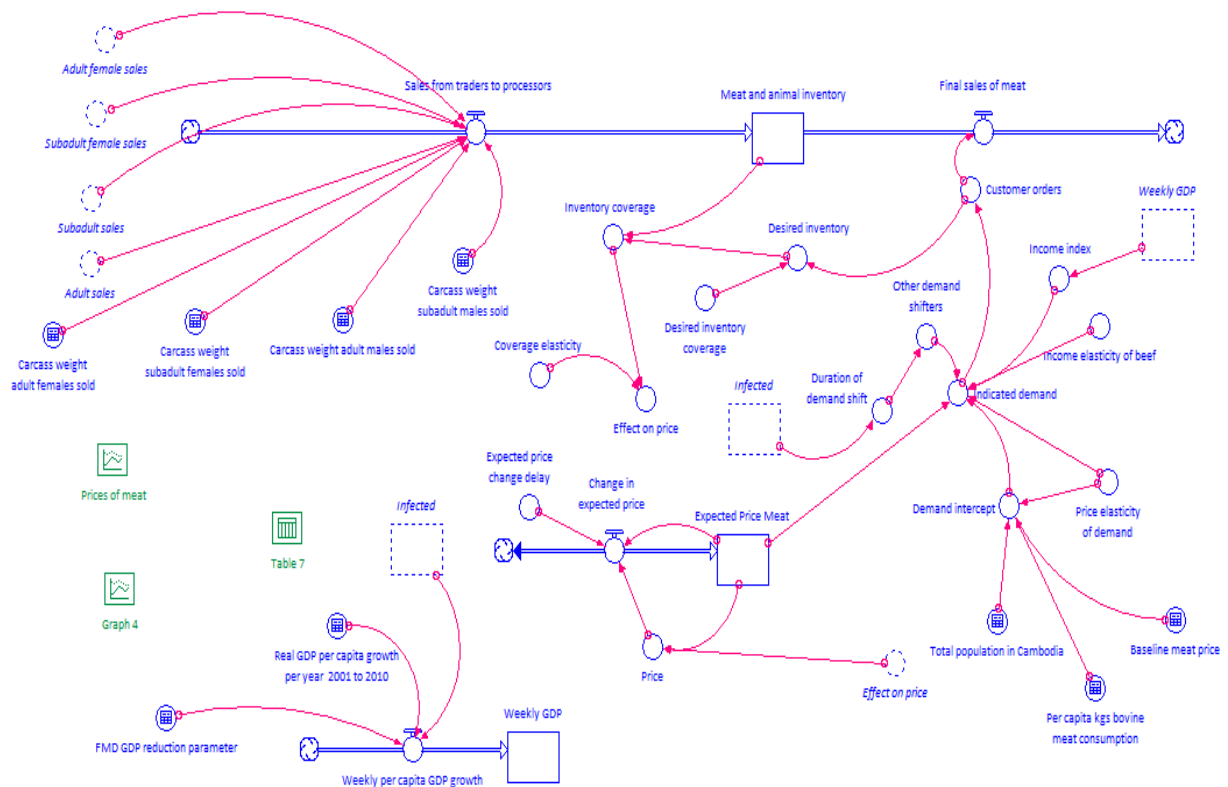 Adult female sales
Sales from traders to processors
Meat and animal inventory
Final sales of meat
Subadult female sales
Customer orders
Weekly GDP
Inventory coverage
Desired inventory
Subadult sales
Income index
Adult sales
Carcass weight
subadult males sold
Other demand
shifters
Desired inventory
coverage
Carcass weight
adult females sold
Carcass weight
subadult females sold
Carcass weight adult males sold
Coverage elasticity
Income elasticity of beef
Infected
Duration of
demand shift
Indicated demand
Effect on price
Expected price
change delay
Change in
expected price
Prices of meat
Infected
Expected Price Meat
Demand intercept
Price elasticity
of demand
Table 7
Graph 4
Real GDP per capita growth
per year 2001 to 2010
Price
Effect on price
Total population in Cambodia
Baseline meat price
Weekly GDP
Per capita kgs bovine
meat consumption
FMD GDP reduction parameter
Weekly per capita GDP growth